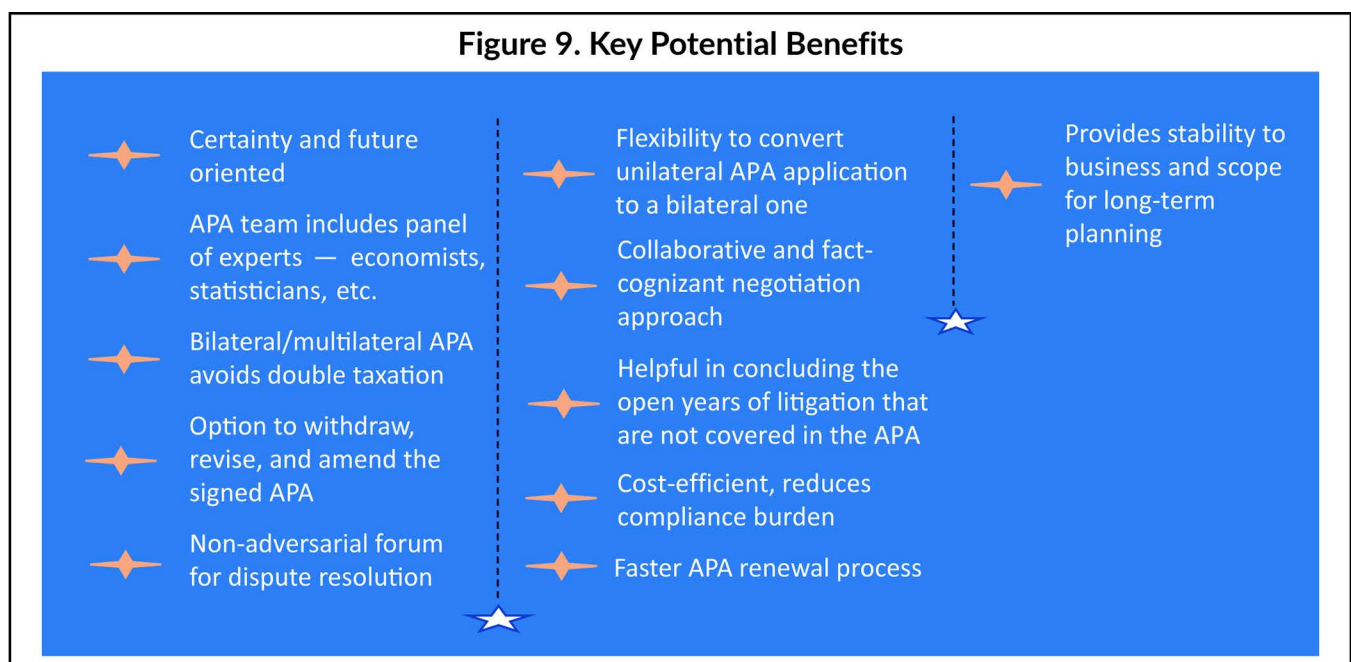 Figure 9. Key Potential Benefits
Certainty and future
oriented
APA team includes panel
of experts — economists,
statisticians, etc.
Bilateral/multilateral APA
avoids double taxation
Option to withdraw,
revise, and amend the
signed APA
Non-adversarial forum
for dispute resolution
Flexibility to convert
unilateral APA application
to a bilateral one
Collaborative and fact-
cognizant negotiation
approach
Helpful in concluding the
open years of litigation that
are not covered in the APA
Cost-efficient, reduces
compliance burden
Faster APA renewal process
Provides stability to
business and scope
for long-term
planning